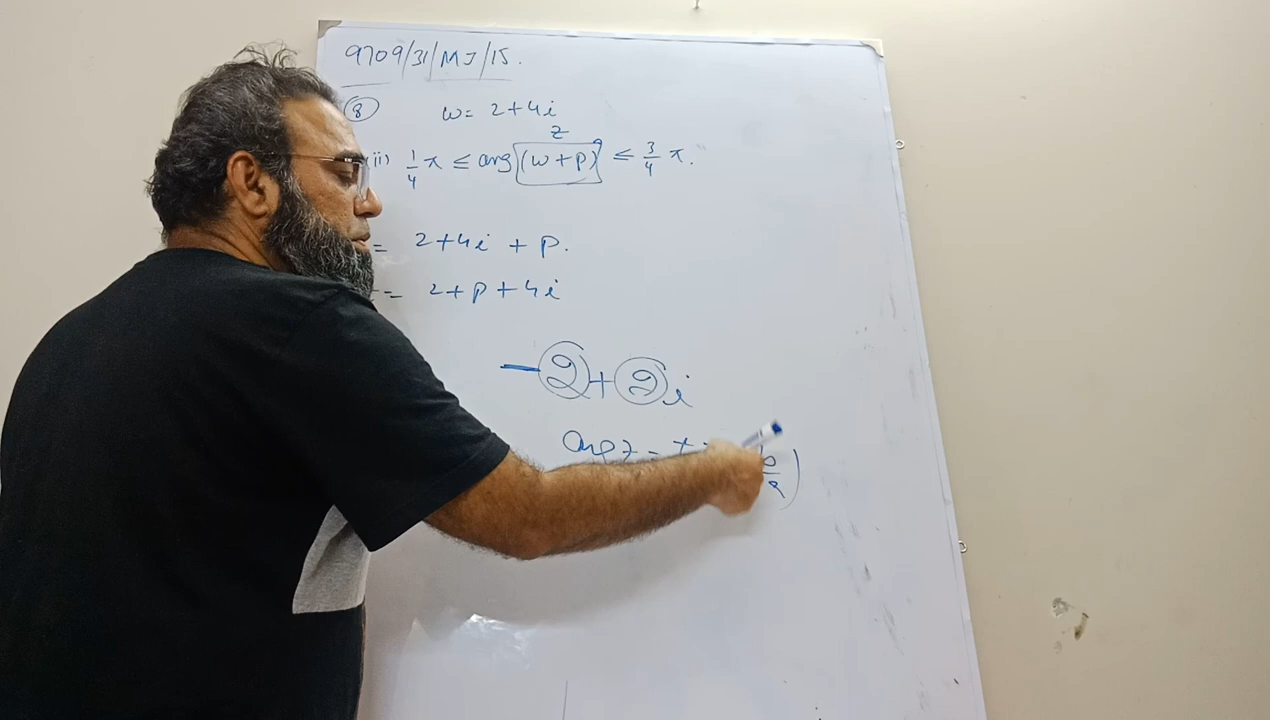 9709/31/MJ/15.
8
w = 2+4i
z
ii) 1/4 π ≤ arg (w+p) ≤ 3/4 π.
= 2+4i + p.
= 2+p+4i
-2+2i
arg z =